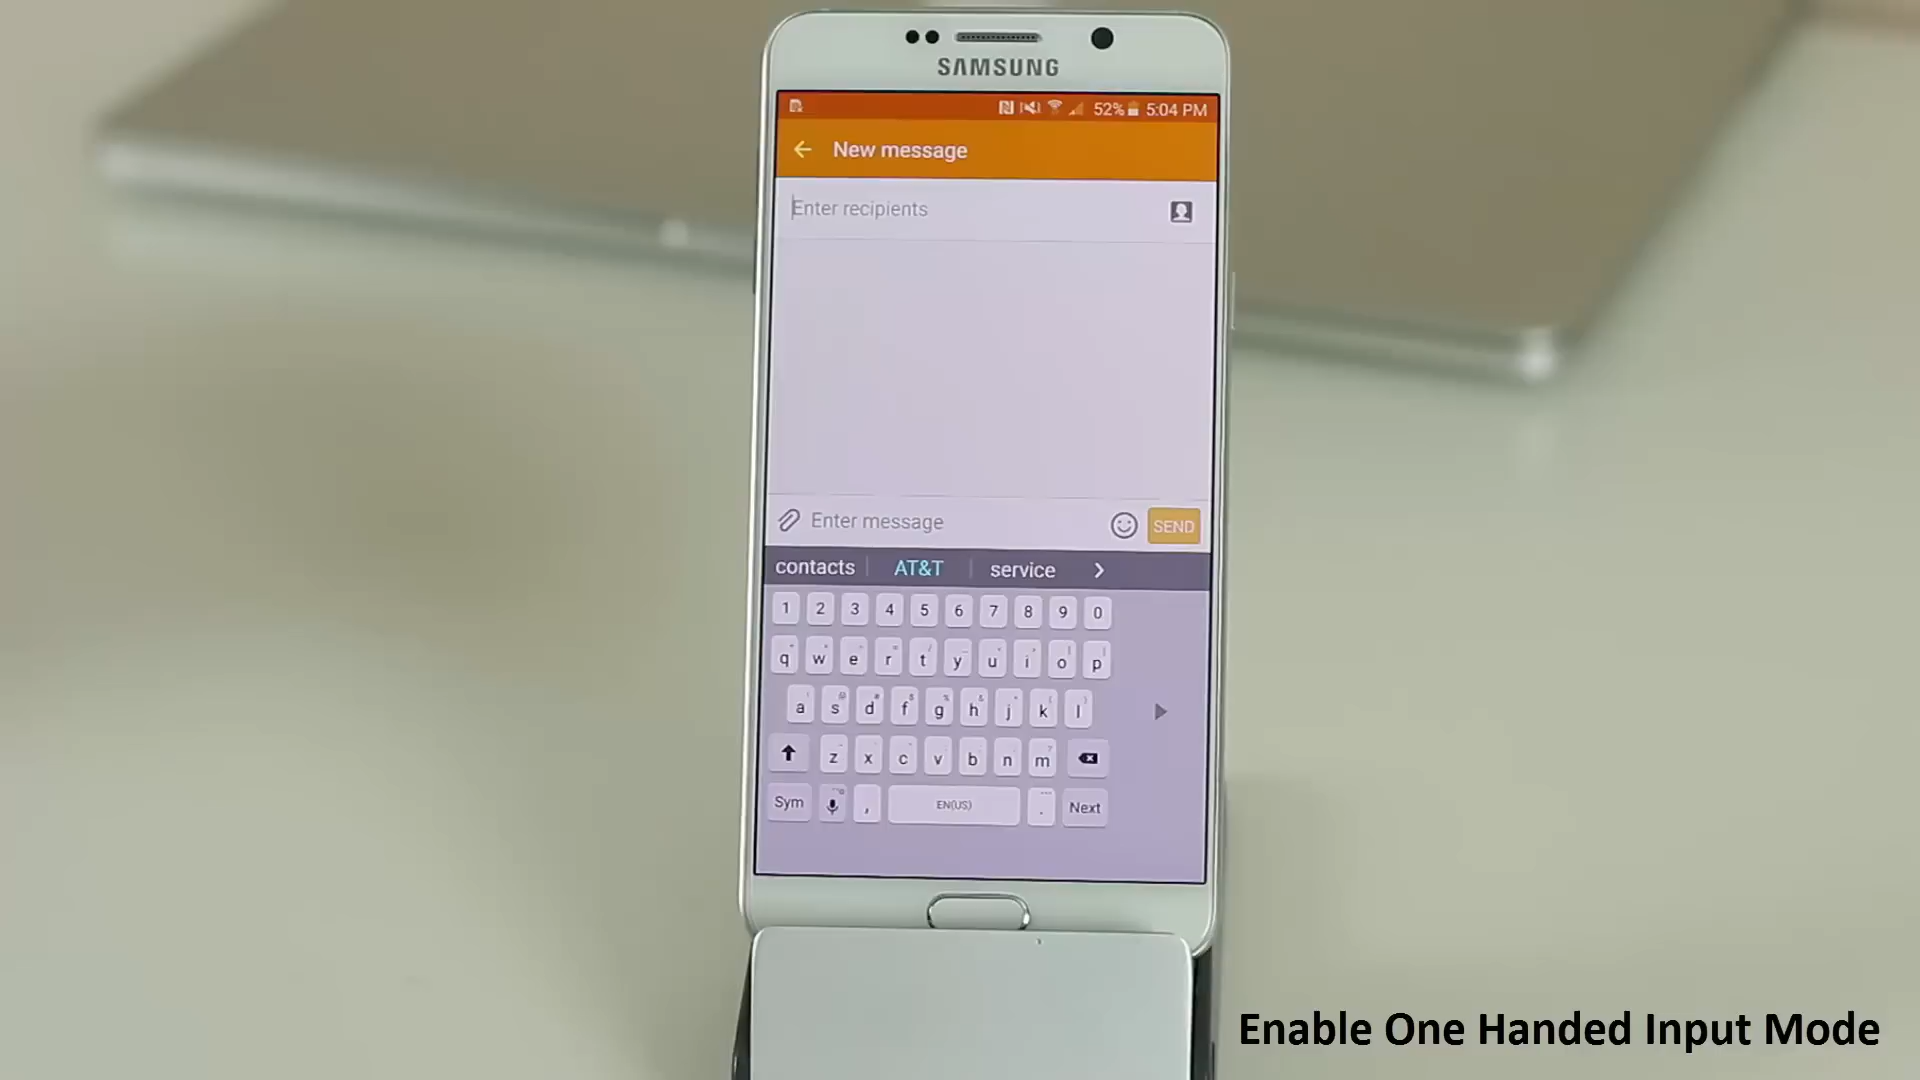 SAMSUNG
52% 5:04 PM
New message
Enter recipients
Enter message
SEND
contacts AT&T service
1 2 3 4 5 6 7 8 9 0
q w e r t y u i o p
a s d f g h j k l
z x c v b n m
Sym , EN(US) . Next
Enable One Handed Input Mode